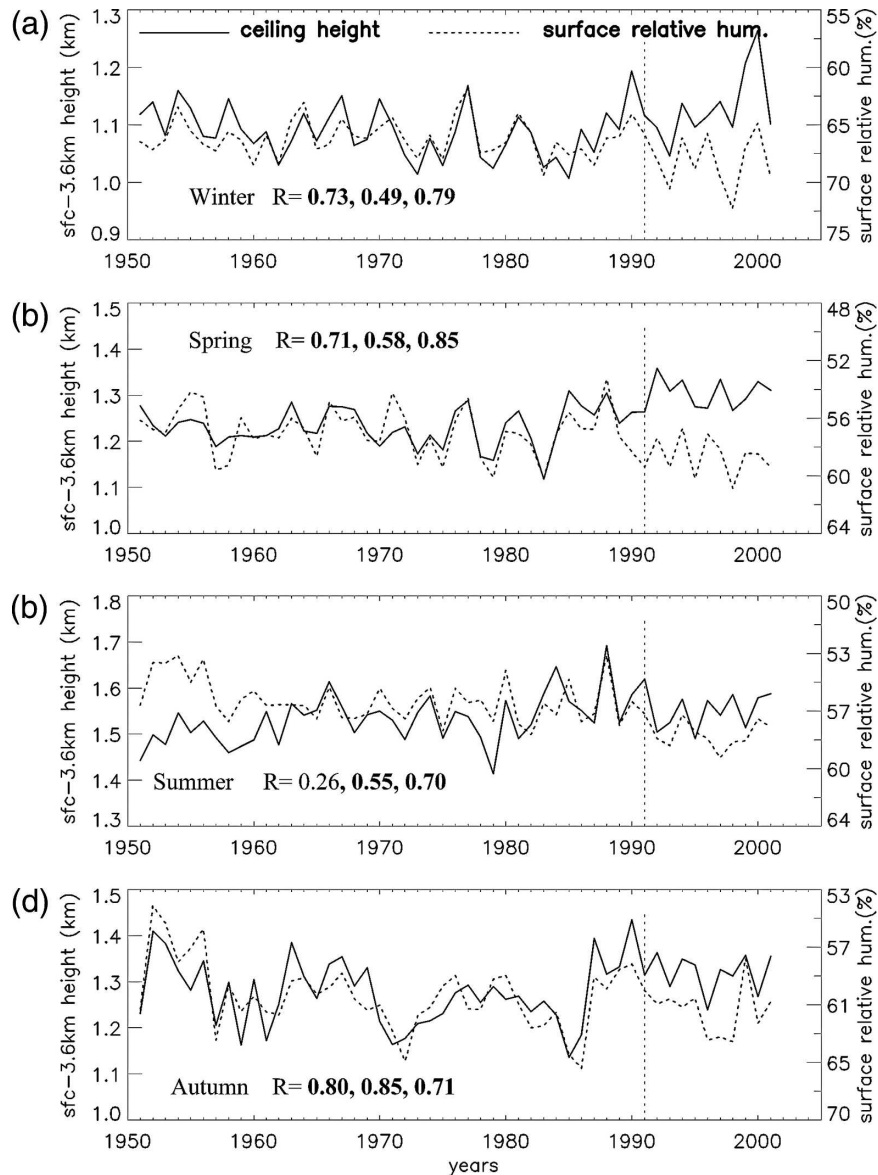 (a)
ceiling height
surface relative hum.
sfc-3.6km height (km)
1.3
1.2
1.1
1.0
0.9
55
60
65
70
75
surface relative hum.(%)
Winter R= 0.73, 0.49, 0.79
1950 1960 1970 1980 1990 2000
(b)
sfc-3.6km height (km)
1.5
1.4
1.3
1.2
1.1
1.0
48
52
56
60
64
surface relative hum.(%)
Spring R= 0.71, 0.58, 0.85
1950 1960 1970 1980 1990 2000
(b)
sfc-3.6km height (km)
1.8
1.7
1.6
1.5
1.4
1.3
50
53
57
60
64
surface relative hum.(%)
Summer R= 0.26, 0.55, 0.70
1950 1960 1970 1980 1990 2000
(d)
sfc-3.6km height (km)
1.5
1.4
1.3
1.2
1.1
1.0
53
57
61
65
70
surface relative hum.(%)
Autumn R= 0.80, 0.85, 0.71
1950 1960 1970 1980 1990 2000
years